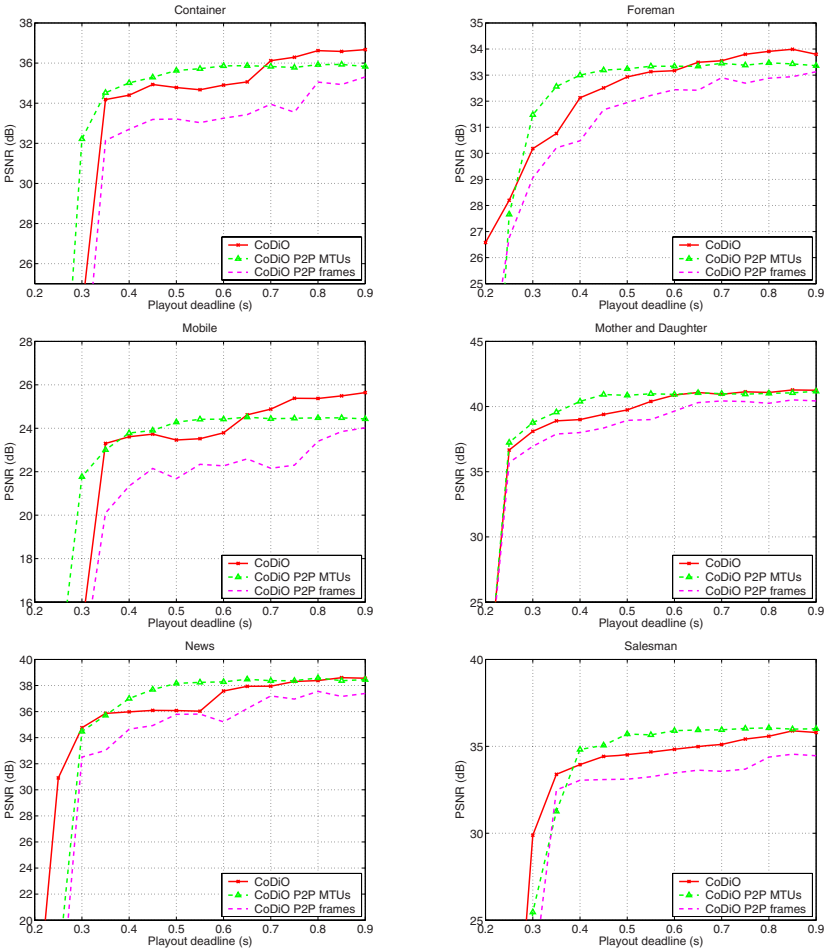 Container
38
36
34
32
30
28
26
PSNR (dB)
0.2 0.3 0.4 0.5 0.6 0.7 0.8 0.9
Playout deadline (s)
CoDiO
CoDiO P2P MTUs
CoDiO P2P frames
Foreman
35
34
33
32
31
30
29
28
27
26
25
PSNR (dB)
0.2 0.3 0.4 0.5 0.6 0.7 0.8 0.9
Playout deadline (s)
CoDiO
CoDiO P2P MTUs
CoDiO P2P frames
Mobile
28
26
24
22
20
18
16
PSNR (dB)
0.2 0.3 0.4 0.5 0.6 0.7 0.8 0.9
Playout deadline (s)
CoDiO
CoDiO P2P MTUs
CoDiO P2P frames
Mother and Daughter
45
40
35
30
25
PSNR (dB)
0.2 0.3 0.4 0.5 0.6 0.7 0.8 0.9
Playout deadline (s)
CoDiO
CoDiO P2P MTUs
CoDiO P2P frames
News
40
38
36
34
32
30
28
26
24
22
20
PSNR (dB)
0.2 0.3 0.4 0.5 0.6 0.7 0.8 0.9
Playout deadline (s)
CoDiO
CoDiO P2P MTUs
CoDiO P2P frames
Salesman
40
35
30
25
PSNR (dB)
0.2 0.3 0.4 0.5 0.6 0.7 0.8 0.9
Playout deadline (s)
CoDiO
CoDiO P2P MTUs
CoDiO P2P frames